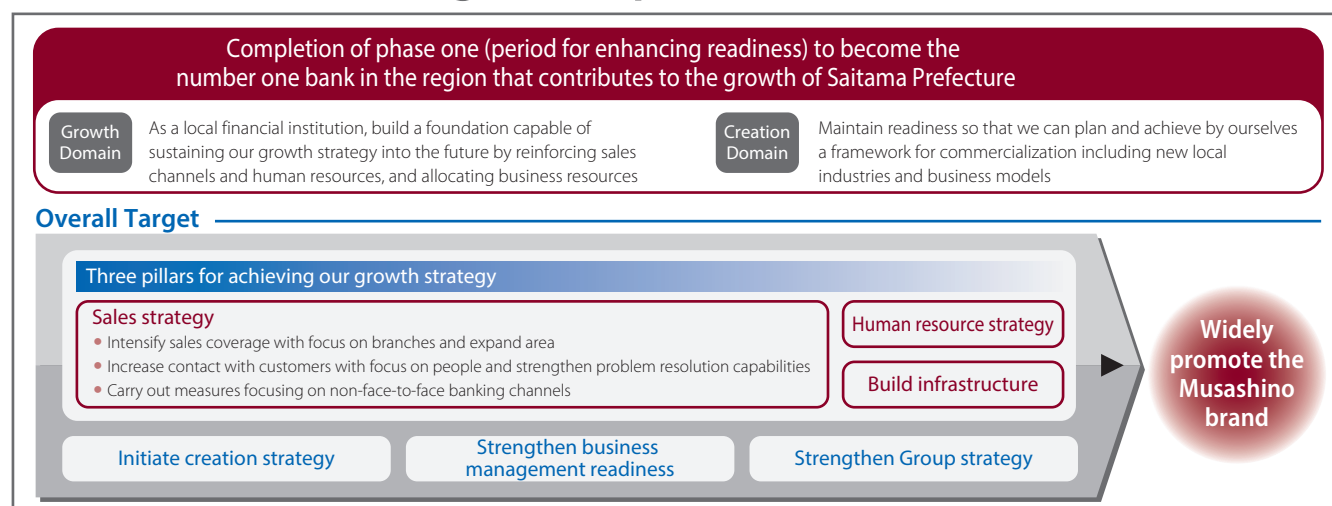 Completion of phase one (period for enhancing readiness) to become the
number one bank in the region that contributes to the growth of Saitama Prefecture
Growth
Domain
As a local financial institution, build a foundation capable of
sustaining our growth strategy into the future by reinforcing sales
channels and human resources, and allocating business resources
Creation
Domain
Maintain readiness so that we can plan and achieve by ourselves
a framework for commercialization including new local
industries and business models
Overall Target
Three pillars for achieving our growth strategy
Sales strategy
• Intensify sales coverage with focus on branches and expand area
• Increase contact with customers with focus on people and strengthen problem resolution capabilities
• Carry out measures focusing on non-face-to-face banking channels
Human resource strategy
Build infrastructure
Initiate creation strategy
Strengthen business
management readiness
Strengthen Group strategy
Widely
promote the
Musashino
brand